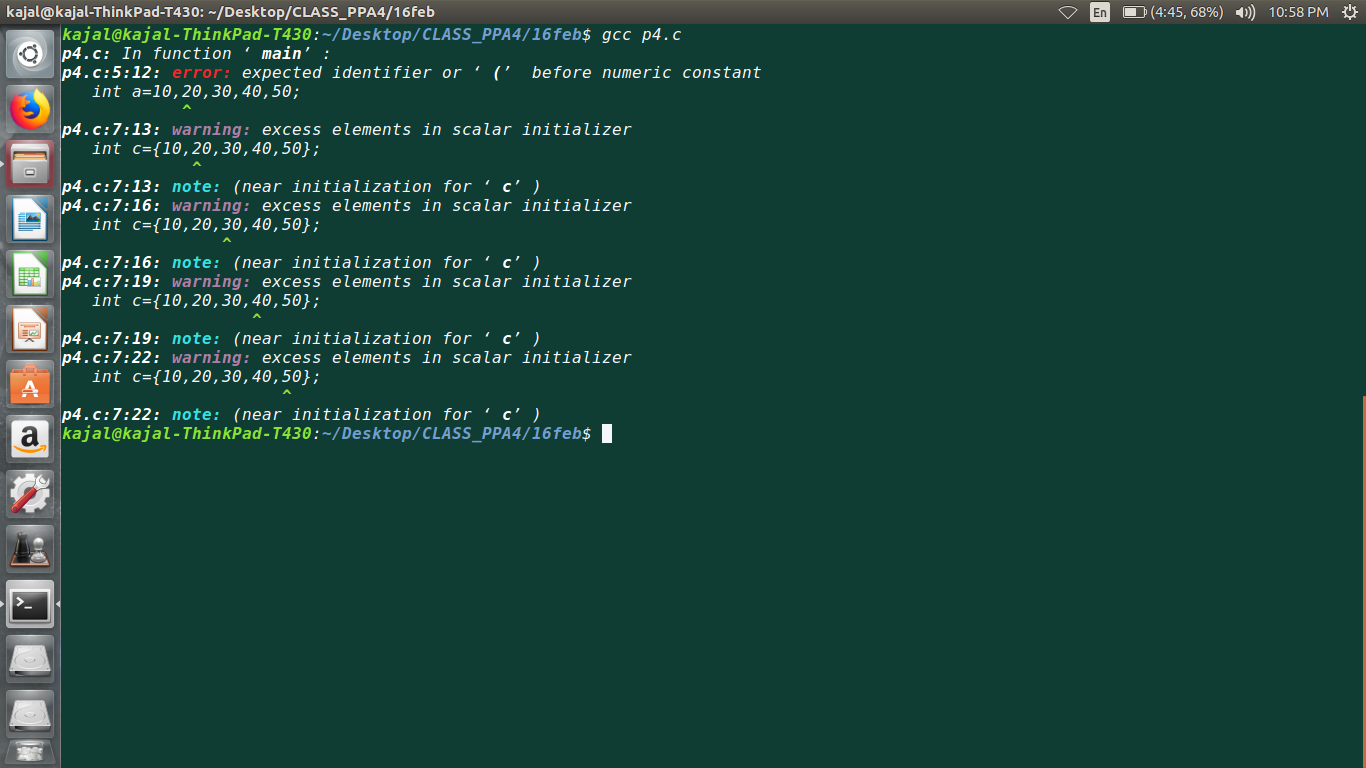 kajal@kajal-ThinkPad-T430: ~/Desktop/CLASS_PPA4/16feb
En
(4:45, 68%)
10:58 PM
kajal@kajal-ThinkPad-T430:~/Desktop/CLASS_PPA4/16feb$ gcc p4.c
p4.c: In function ‘ main’ :
p4.c:5:12: error: expected identifier or ‘ (’  before numeric constant
   int a=10,20,30,40,50;
            ^
p4.c:7:13: warning: excess elements in scalar initializer
   int c={10,20,30,40,50};
             ^
p4.c:7:13: note: (near initialization for ‘ c’ )
p4.c:7:16: warning: excess elements in scalar initializer
   int c={10,20,30,40,50};
                ^
p4.c:7:16: note: (near initialization for ‘ c’ )
p4.c:7:19: warning: excess elements in scalar initializer
   int c={10,20,30,40,50};
                   ^
p4.c:7:19: note: (near initialization for ‘ c’ )
p4.c:7:22: warning: excess elements in scalar initializer
   int c={10,20,30,40,50};
                      ^
p4.c:7:22: note: (near initialization for ‘ c’ )
kajal@kajal-ThinkPad-T430:~/Desktop/CLASS_PPA4/16feb$